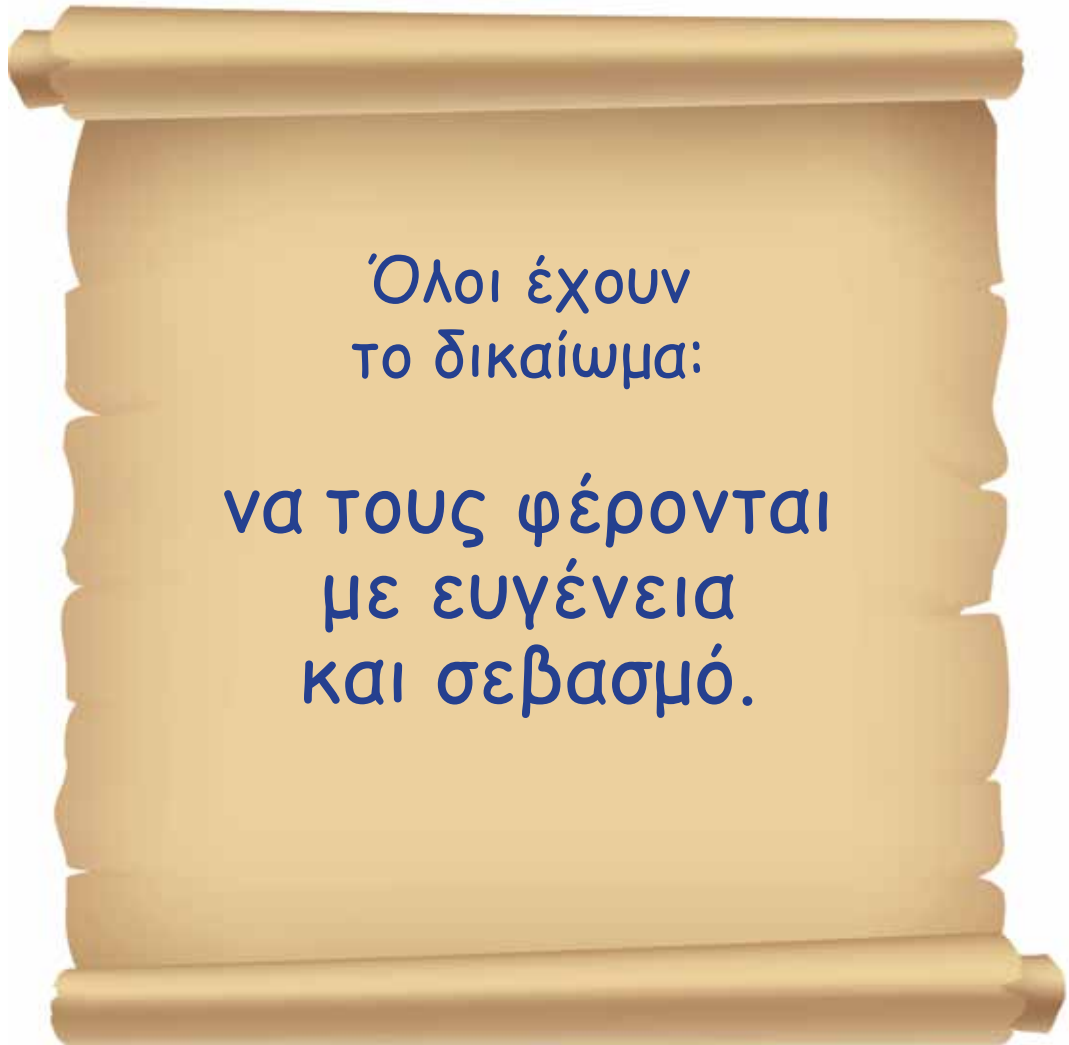 Όλοι έχουν
το δικαίωμα:
να τους φέρονται
με ευγένεια
και σεβασμό.